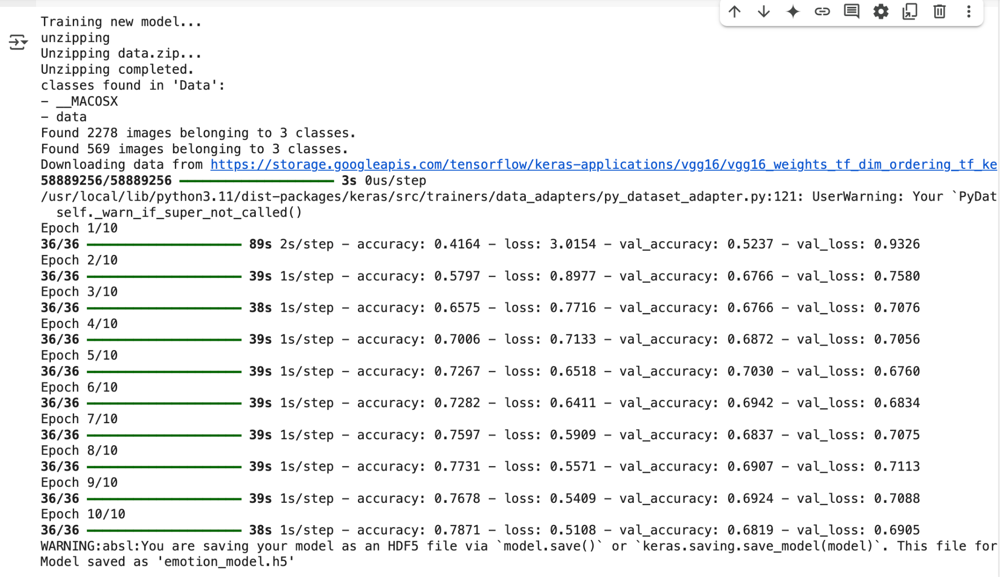 Training new model...
unzipping
Unzipping data.zip...
Unzipping completed.
classes found in 'Data':
- __MACOSX
- data
Found 2278 images belonging to 3 classes.
Found 569 images belonging to 3 classes.
Downloading data from https://storage.googleapis.com/tensorflow/keras-applications/vgg16/vgg16_weights_tf_dim_ordering_tf_ke
58889256/58889256 ━━━━━━━━━━━━━━━━━━━━ 3s 0us/step
/usr/local/lib/python3.11/dist-packages/keras/src/trainers/data_adapters/py_dataset_adapter.py:121: UserWarning: Your `PyDat
  self._warn_if_super_not_called()
Epoch 1/10
36/36 ━━━━━━━━━━━━━━━━━━━━ 89s 2s/step - accuracy: 0.4164 - loss: 3.0154 - val_accuracy: 0.5237 - val_loss: 0.9326
Epoch 2/10
36/36 ━━━━━━━━━━━━━━━━━━━━ 39s 1s/step - accuracy: 0.5797 - loss: 0.8977 - val_accuracy: 0.6766 - val_loss: 0.7580
Epoch 3/10
36/36 ━━━━━━━━━━━━━━━━━━━━ 38s 1s/step - accuracy: 0.6575 - loss: 0.7716 - val_accuracy: 0.6766 - val_loss: 0.7076
Epoch 4/10
36/36 ━━━━━━━━━━━━━━━━━━━━ 39s 1s/step - accuracy: 0.7006 - loss: 0.7133 - val_accuracy: 0.6872 - val_loss: 0.7056
Epoch 5/10
36/36 ━━━━━━━━━━━━━━━━━━━━ 39s 1s/step - accuracy: 0.7267 - loss: 0.6518 - val_accuracy: 0.7030 - val_loss: 0.6760
Epoch 6/10
36/36 ━━━━━━━━━━━━━━━━━━━━ 39s 1s/step - accuracy: 0.7282 - loss: 0.6411 - val_accuracy: 0.6942 - val_loss: 0.6834
Epoch 7/10
36/36 ━━━━━━━━━━━━━━━━━━━━ 39s 1s/step - accuracy: 0.7597 - loss: 0.5909 - val_accuracy: 0.6837 - val_loss: 0.7075
Epoch 8/10
36/36 ━━━━━━━━━━━━━━━━━━━━ 39s 1s/step - accuracy: 0.7731 - loss: 0.5571 - val_accuracy: 0.6907 - val_loss: 0.7113
Epoch 9/10
36/36 ━━━━━━━━━━━━━━━━━━━━ 39s 1s/step - accuracy: 0.7678 - loss: 0.5409 - val_accuracy: 0.6924 - val_loss: 0.7088
Epoch 10/10
36/36 ━━━━━━━━━━━━━━━━━━━━ 38s 1s/step - accuracy: 0.7871 - loss: 0.5108 - val_accuracy: 0.6819 - val_loss: 0.6905
WARNING:absl:You are saving your model as an HDF5 file via `model.save()` or `keras.saving.save_model(model)`. This file for
Model saved as 'emotion_model.h5'